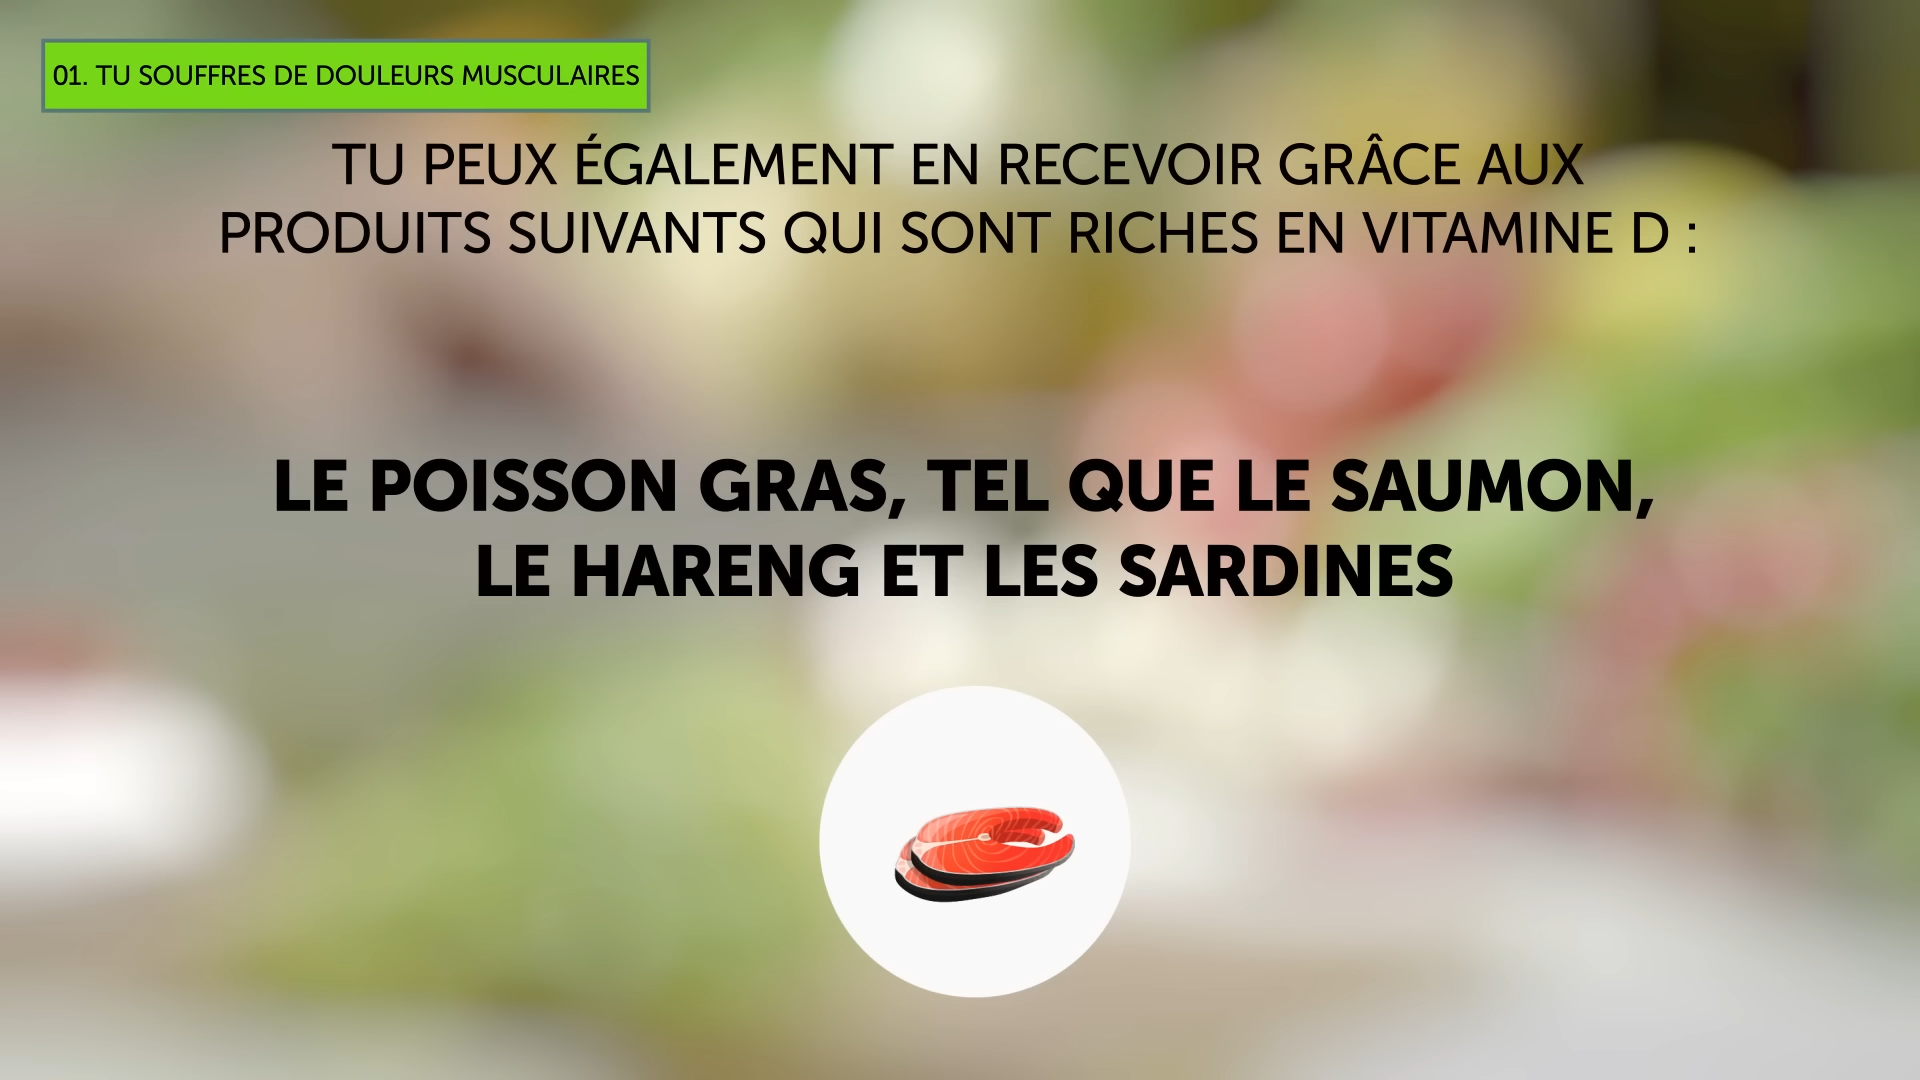 01. TU SOUFFRES DE DOULEURS MUSCULAIRES
TU PEUX ÉGALEMENT EN RECEVOIR GRÂCE AUX
PRODUITS SUIVANTS QUI SONT RICHES EN VITAMINE D :
LE POISSON GRAS, TEL QUE LE SAUMON,
LE HARENG ET LES SARDINES